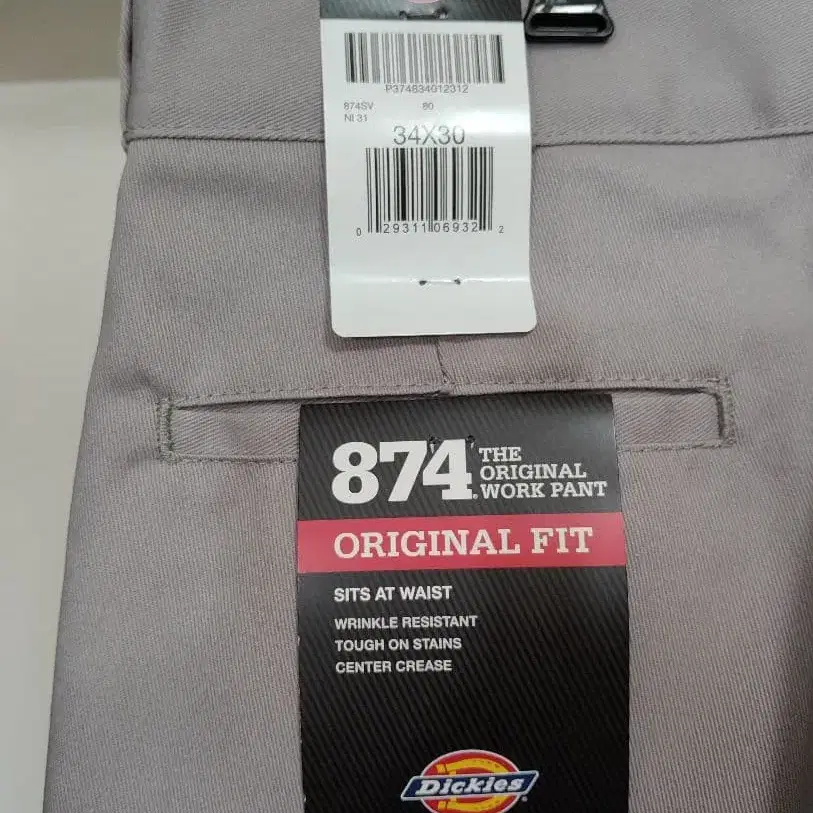 P374834012312
874SV 80
NI 31
34X30
0 29311 06932 2
874. THE
ORIGINAL
WORK PANT
ORIGINAL FIT
SITS AT WAIST
WRINKLE RESISTANT
TOUGH ON STAINS
CENTER CREASE
Dickies